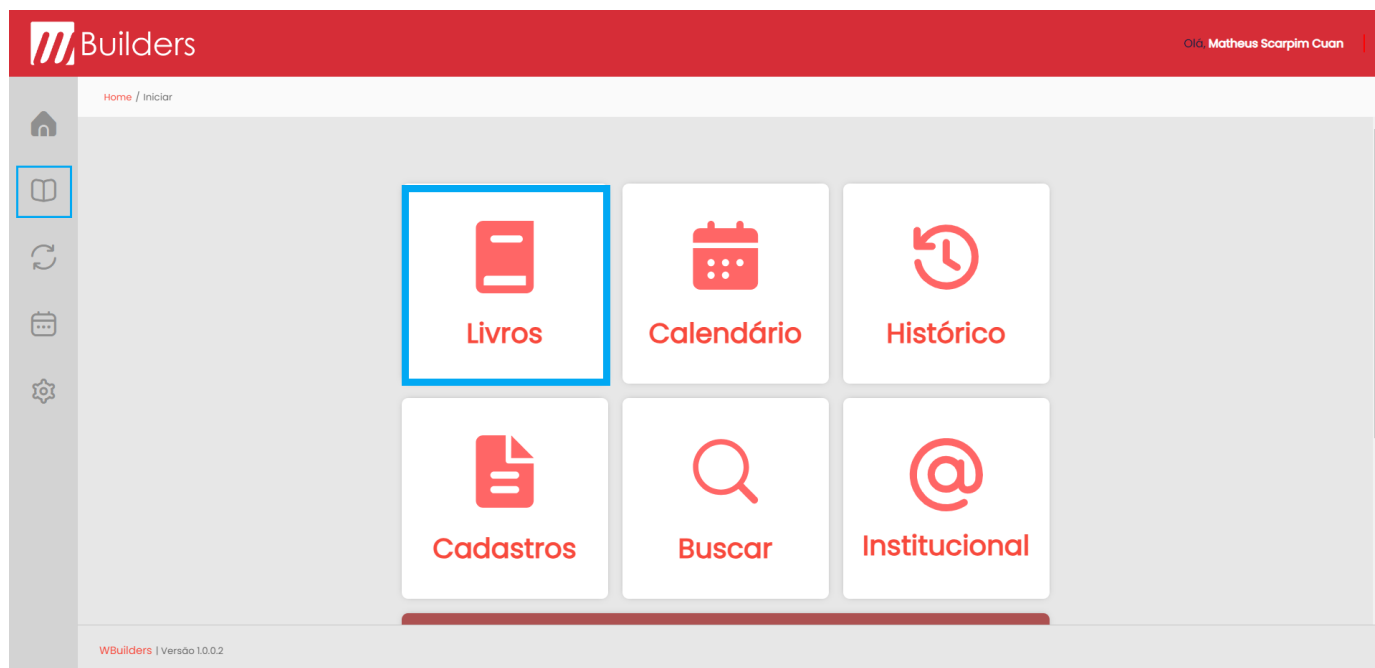 Builders
Olá, Matheus Scarpim Cuan
Home / Iniciar
Livros
Calendário
Histórico
Cadastros
Buscar
Institucional
WBuilders | Versão 1.0.0.2